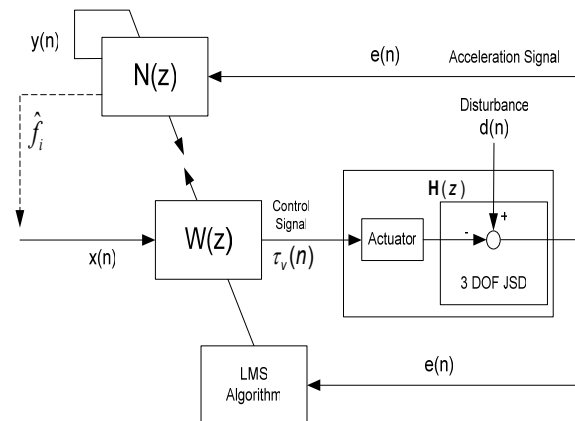 y(n)
N(z)
e(n)
Acceleration Signal
Disturbance
d(n)
f̂ᵢ
H(z)
+
Control
Signal
W(z)
Actuator
-
x(n)
τᵥ(n)
3 DOF JSD
LMS
Algorithm
e(n)